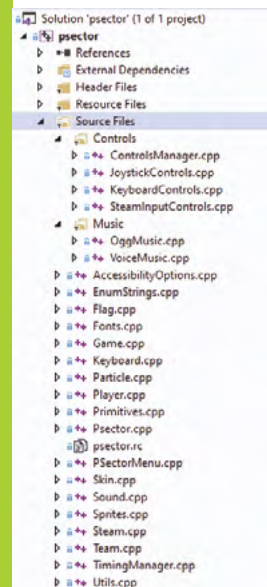 Solution 'psector' (1 of 1 project)
psector
References
External Dependencies
Header Files
Resource Files
Source Files
Controls
ControlsManager.cpp
JoystickControls.cpp
KeyboardControls.cpp
SteamInputControls.cpp
Music
OggMusic.cpp
VoiceMusic.cpp
AccessibilityOptions.cpp
EnumStrings.cpp
Flag.cpp
Fonts.cpp
Game.cpp
Keyboard.cpp
Particle.cpp
Player.cpp
Primitives.cpp
Psector.cpp
psector.rc
PSectorMenu.cpp
Skin.cpp
Sound.cpp
Sprites.cpp
Steam.cpp
Team.cpp
TimingManager.cpp
Utils.cpp